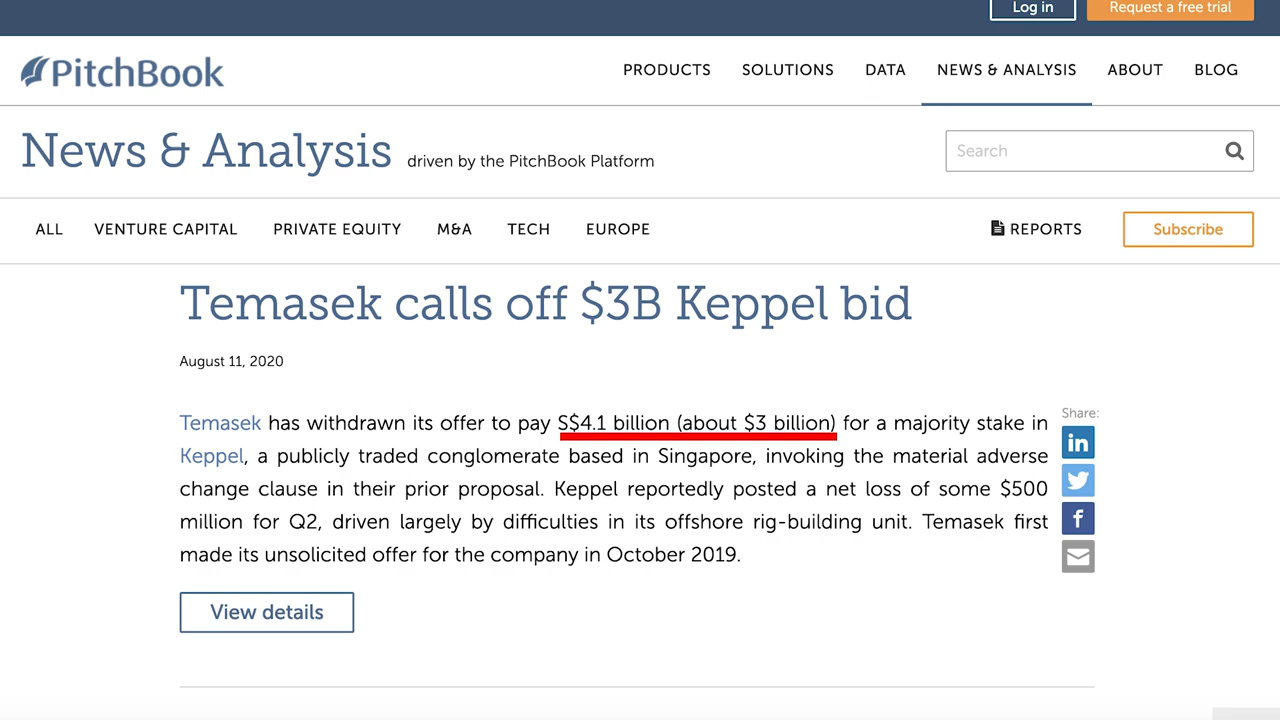 Log in
Request a free trial
PitchBook
PRODUCTS
SOLUTIONS
DATA
NEWS & ANALYSIS
ABOUT
BLOG
News & Analysis driven by the PitchBook Platform
Search
ALL
VENTURE CAPITAL
PRIVATE EQUITY
M&A
TECH
EUROPE
REPORTS
Subscribe
Temasek calls off $3B Keppel bid
August 11, 2020
Temasek has withdrawn its offer to pay S$4.1 billion (about $3 billion) for a majority stake in
Keppel, a publicly traded conglomerate based in Singapore, invoking the material adverse
change clause in their prior proposal. Keppel reportedly posted a net loss of some $500
million for Q2, driven largely by difficulties in its offshore rig-building unit. Temasek first
made its unsolicited offer for the company in October 2019.
Share:
in
f
View details